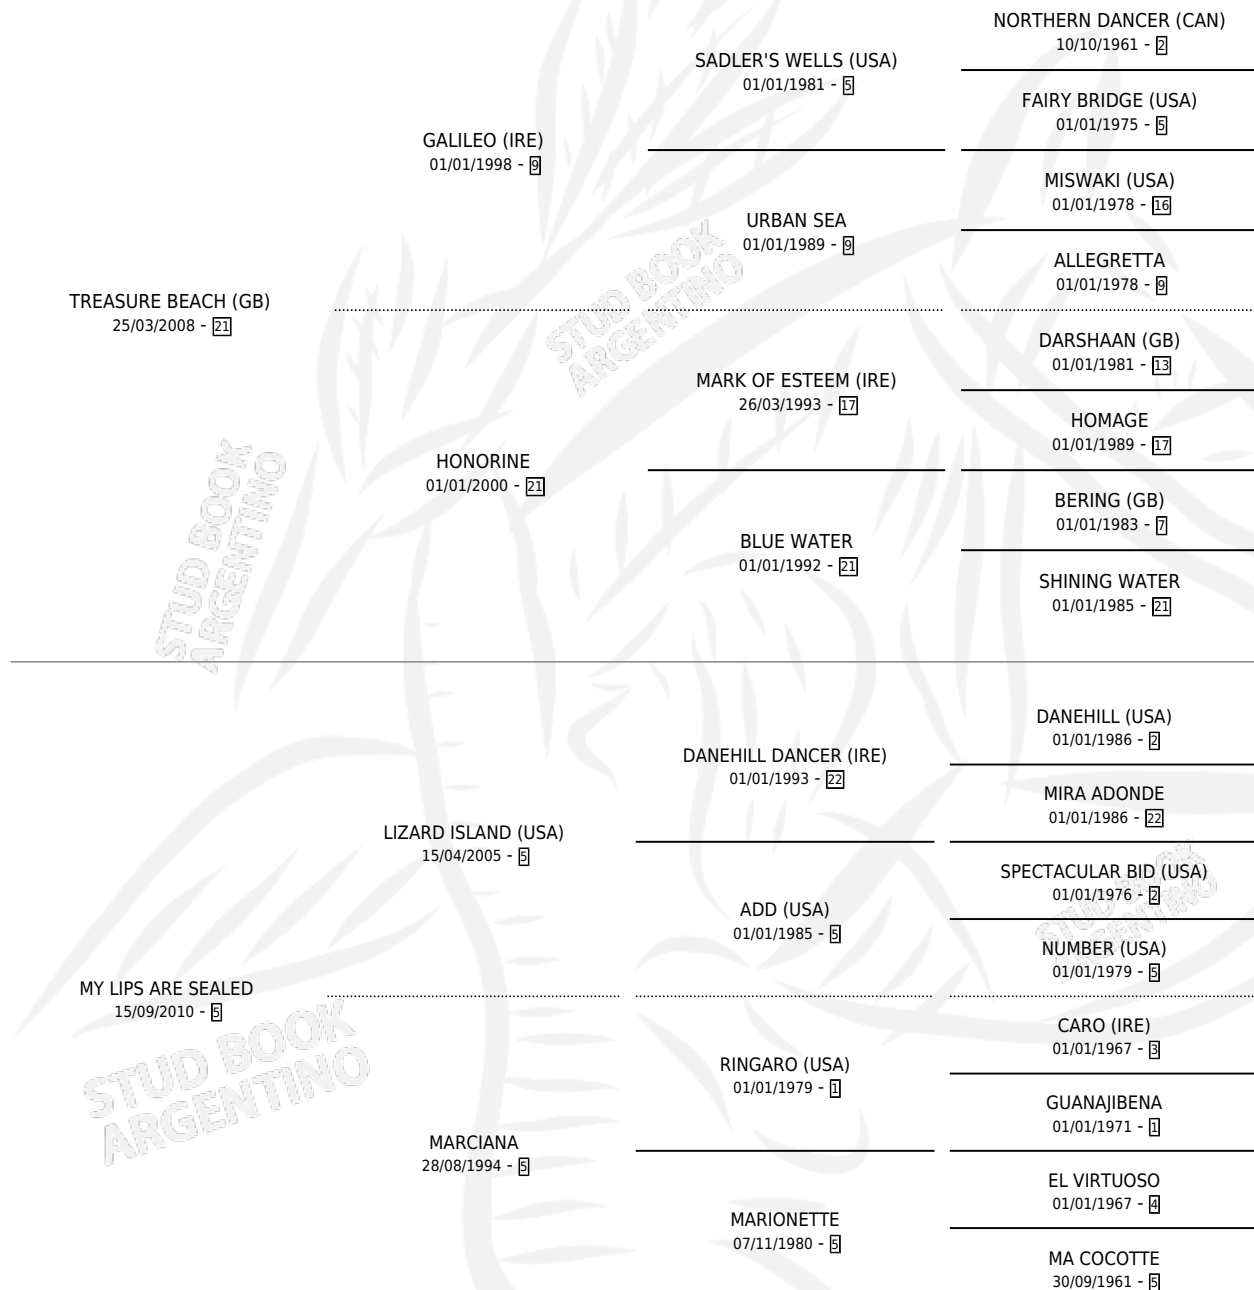 NORTHERN DANCER (CAN)
10/10/1961 - 2
SADLER'S WELLS (USA)
01/01/1981 - 5
FAIRY BRIDGE (USA)
01/01/1975 - 5
GALILEO (IRE)
01/01/1998 - 9
MISWAKI (USA)
01/01/1978 - 16
URBAN SEA
01/01/1989 - 9
ALLEGRETTA
01/01/1978 - 9
TREASURE BEACH (GB)
25/03/2008 - 21
DARSHAAN (GB)
01/01/1981 - 13
MARK OF ESTEEM (IRE)
26/03/1993 - 17
HOMAGE
01/01/1989 - 17
HONORINE
01/01/2000 - 21
BERING (GB)
01/01/1983 - 7
BLUE WATER
01/01/1992 - 21
SHINING WATER
01/01/1985 - 21
DANEHILL (USA)
01/01/1986 - 2
DANEHILL DANCER (IRE)
01/01/1993 - 22
MIRA ADONDE
01/01/1986 - 22
LIZARD ISLAND (USA)
15/04/2005 - 5
SPECTACULAR BID (USA)
01/01/1976 - 2
ADD (USA)
01/01/1985 - 5
NUMBER (USA)
01/01/1979 - 5
MY LIPS ARE SEALED
15/09/2010 - 5
CARO (IRE)
01/01/1967 - 3
RINGARO (USA)
01/01/1979 - 1
GUANAJIBENA
01/01/1971 - 1
MARCIANA
28/08/1994 - 5
EL VIRTUOSO
01/01/1967 - 4
MARIONETTE
07/11/1980 - 5
MA COCOTTE
30/09/1961 - 5
STUD BOOK
ARGENTINO
STUD BOOK
ARGENTINO
STUD BOOK
ARGENTINO
STUD BOOK
ARGENTINO